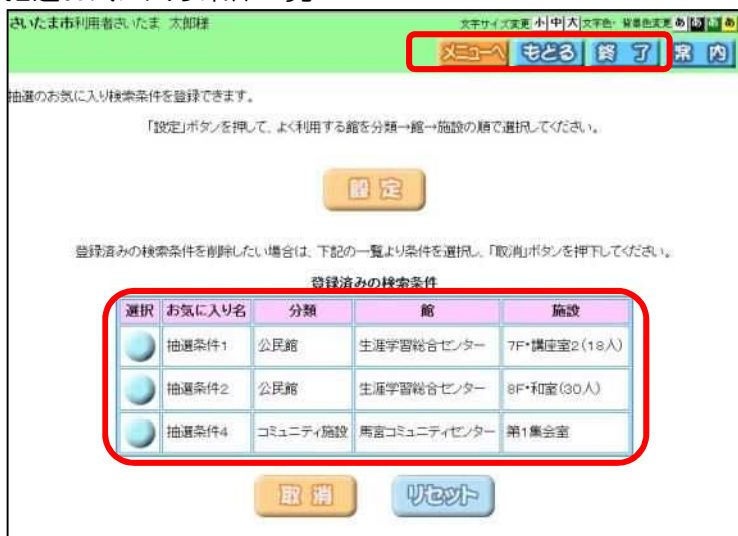 さいたま市利用者さいたま 太郎様
文字サイズ変更 小 中 大 文字色・背景色変更 あ あ あ あ
メニューへ もどる 終了 案内
抽選のお気に入り検索条件を登録できます。
「設定」ボタンを押して、よく利用する館を分類→館→施設の順で選択してください。
設定
登録済みの検索条件を削除したい場合は、下記の一覧より条件を選択し、「取消」ボタンを押下してください。
登録済みの検索条件
選択 お気に入り名 分類 館 施設
抽選条件1 公民館 生涯学習総合センター 7F・講座室2(18人)
抽選条件2 公民館 生涯学習総合センター 8F・和室(30人)
抽選条件4 コミュニティ施設 馬宮コミュニティセンター 第1集会室
取消 リセット